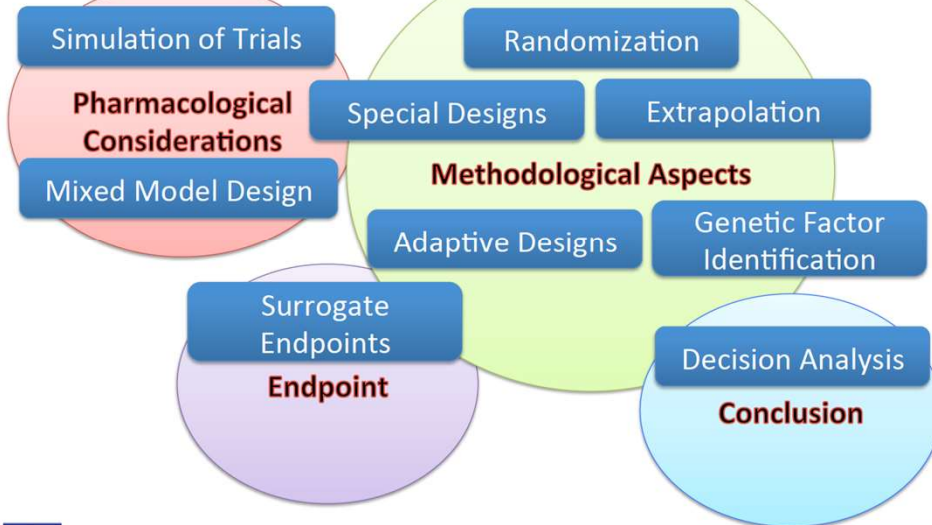 Simulation of Trials
Randomization
Pharmacological
Considerations
Special Designs
Extrapolation
Methodological Aspects
Mixed Model Design
Adaptive Designs
Genetic Factor
Identification
Surrogate
Endpoints
Endpoint
Decision Analysis
Conclusion